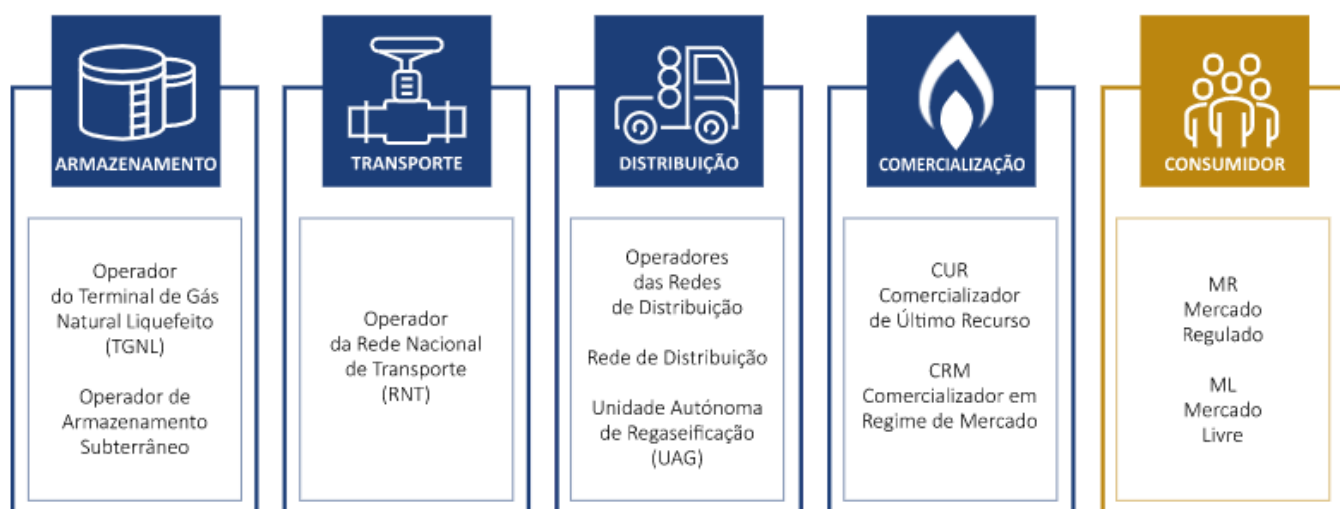 ARMAZENAMENTO
Operador
do Terminal de Gás
Natural Liquefeito
(TGNL)
Operador de
Armazenamento
Subterrâneo
TRANSPORTE
Operador
da Rede Nacional
de Transporte
(RNT)
DISTRIBUIÇÃO
Operadores
das Redes
de Distribuição
Rede de Distribuição
Unidade Autónoma
de Regaseificação
(UAG)
COMERCIALIZAÇÃO
CUR
Comercializador
de Último Recurso
CRM
Comercializador em
Regime de Mercado
CONSUMIDOR
MR
Mercado
Regulado
ML
Mercado
Livre